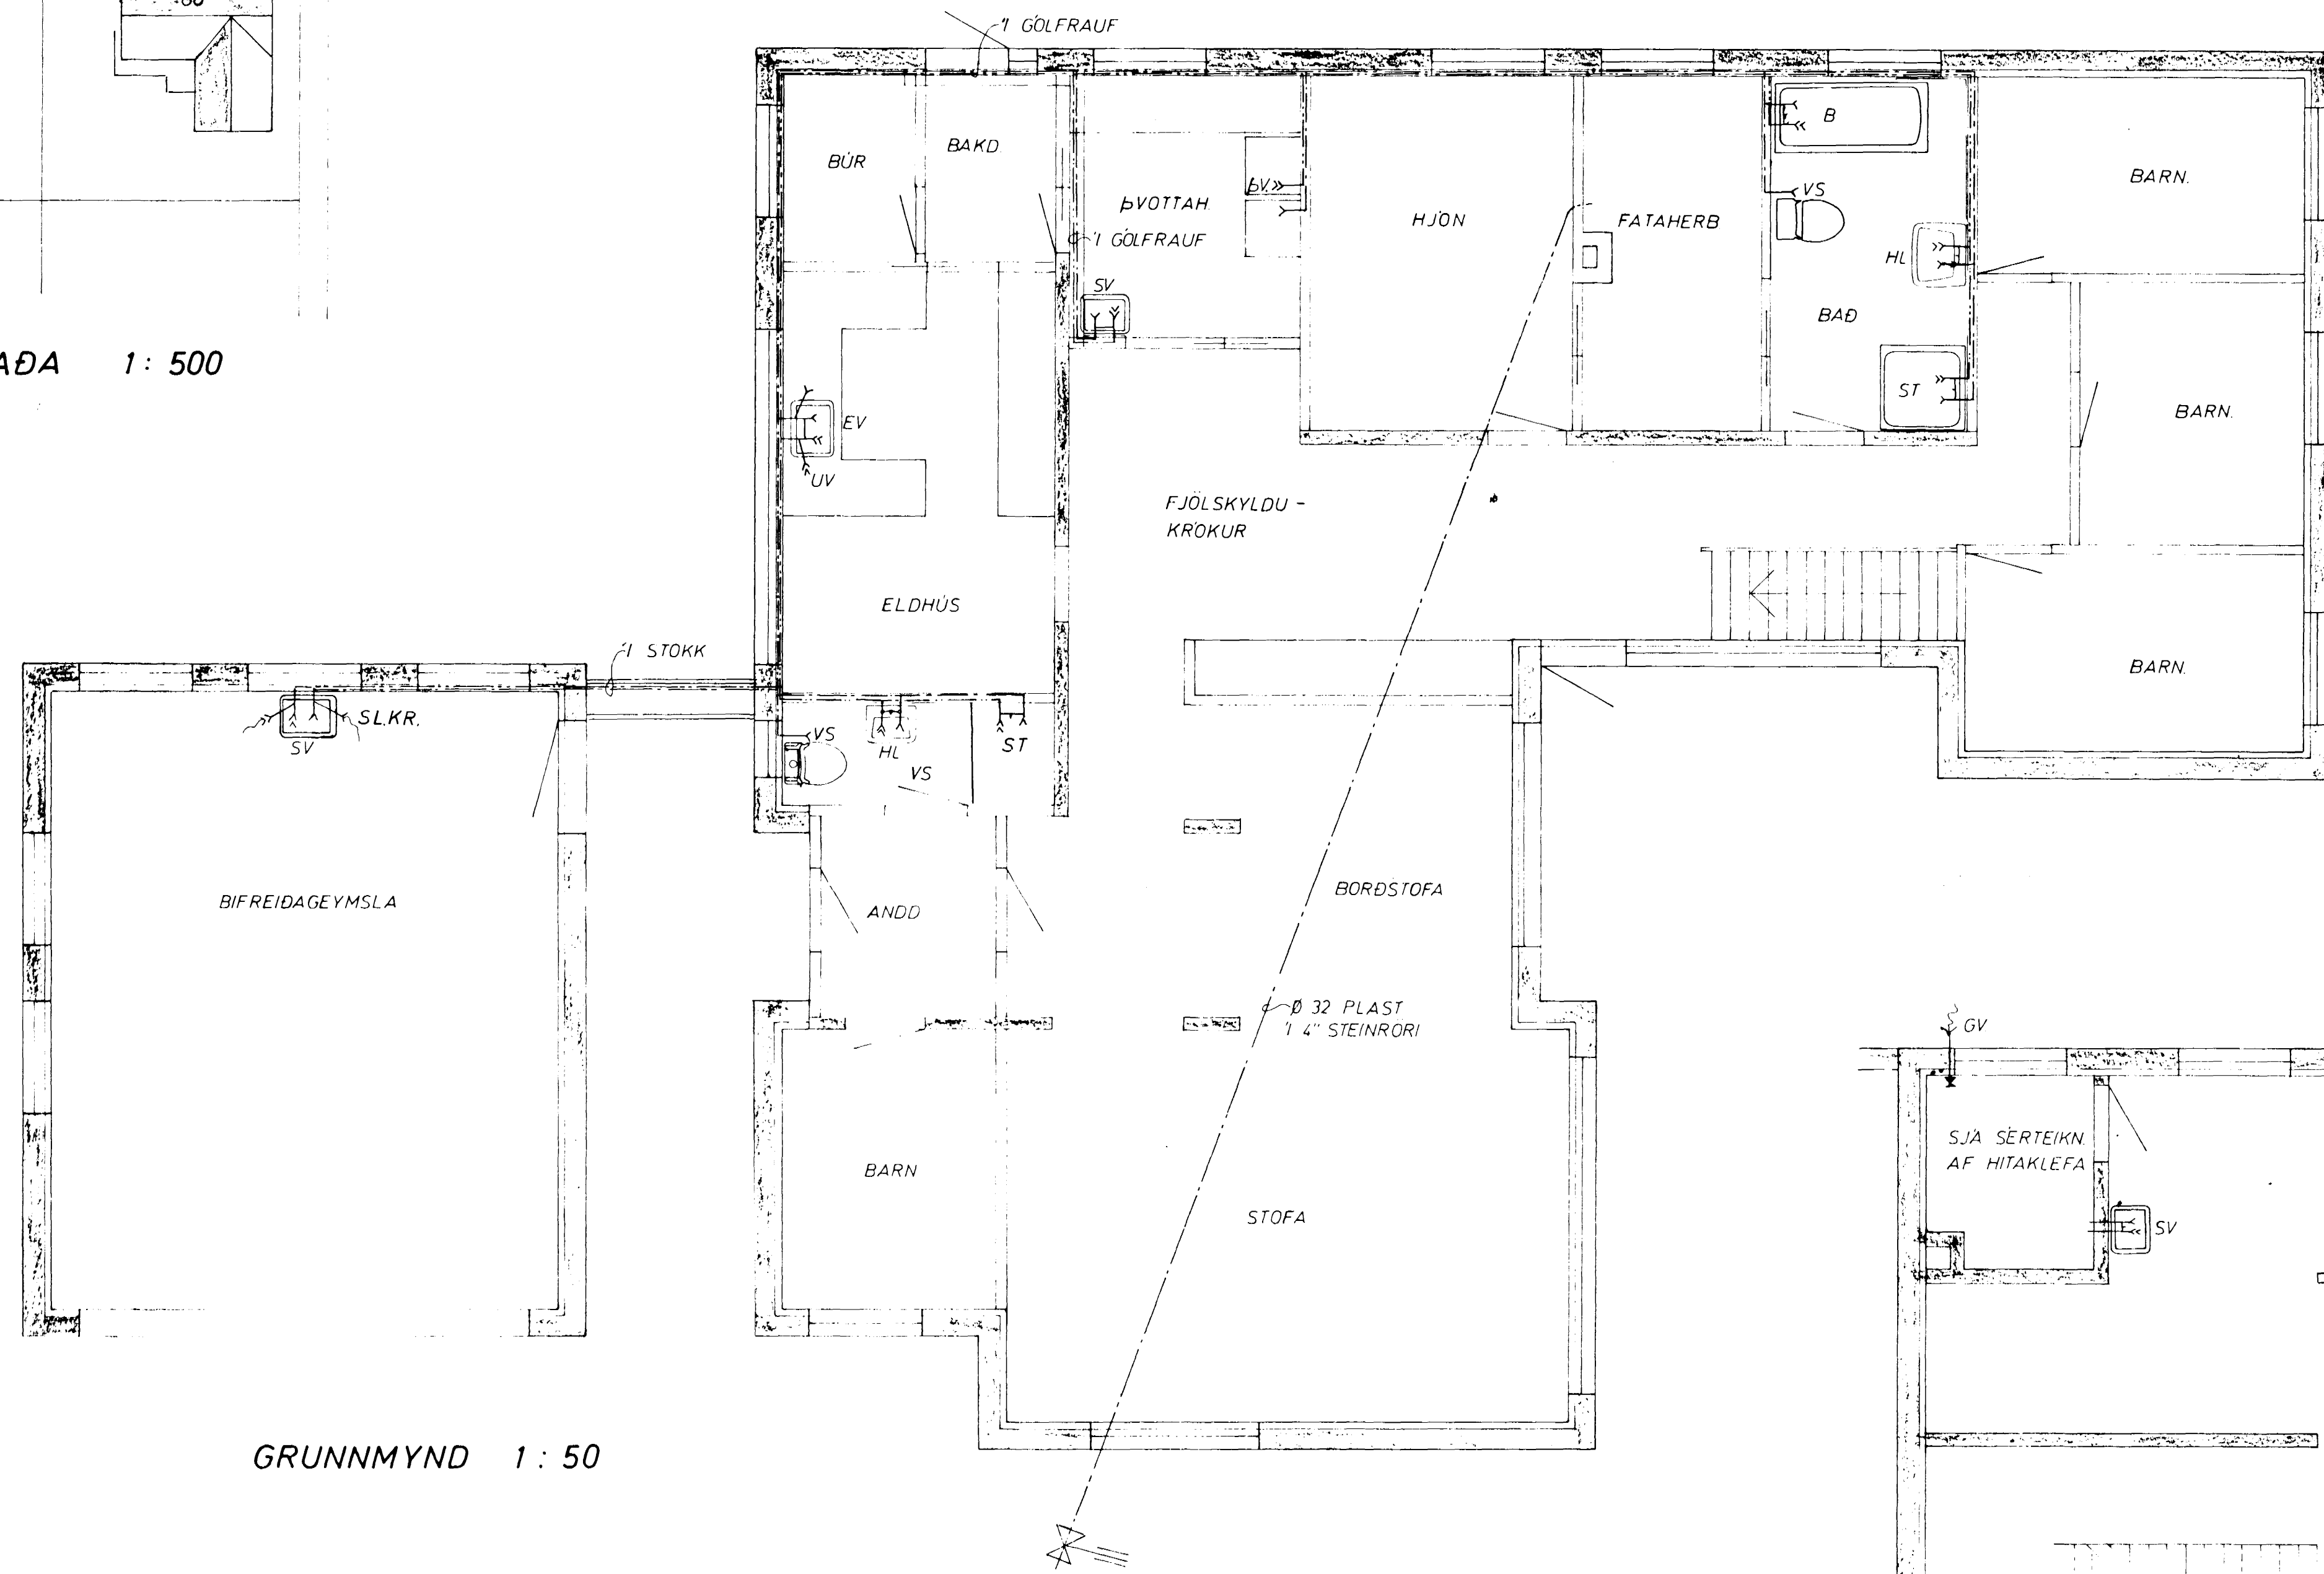 1 : 500
Í GÓLFRAUF
BÚR
BAKD.
ÞVOTTAH.
ÞV.
Í GÓLFRAUF
SV
HJÓN
FATAHERB
B
VS
HL
BAÐ
ST
BARN.
BARN.
BARN.
EV
UV
FJÖLSKYLDU -
KRÓKUR
ELDHÚS
Í STOKK
SL.KR.
SV
VS
HL
VS
ST
BIFREIÐAGEYMSLA
ANDD
BORÐSTOFA
Ø 32 PLAST
Í 4" STEINRÖRI
BARN
STOFA
GV
SJÁ SÉRTEIKN.
AF HITAKLEFA
SV
GRUNNMYND 1 : 50